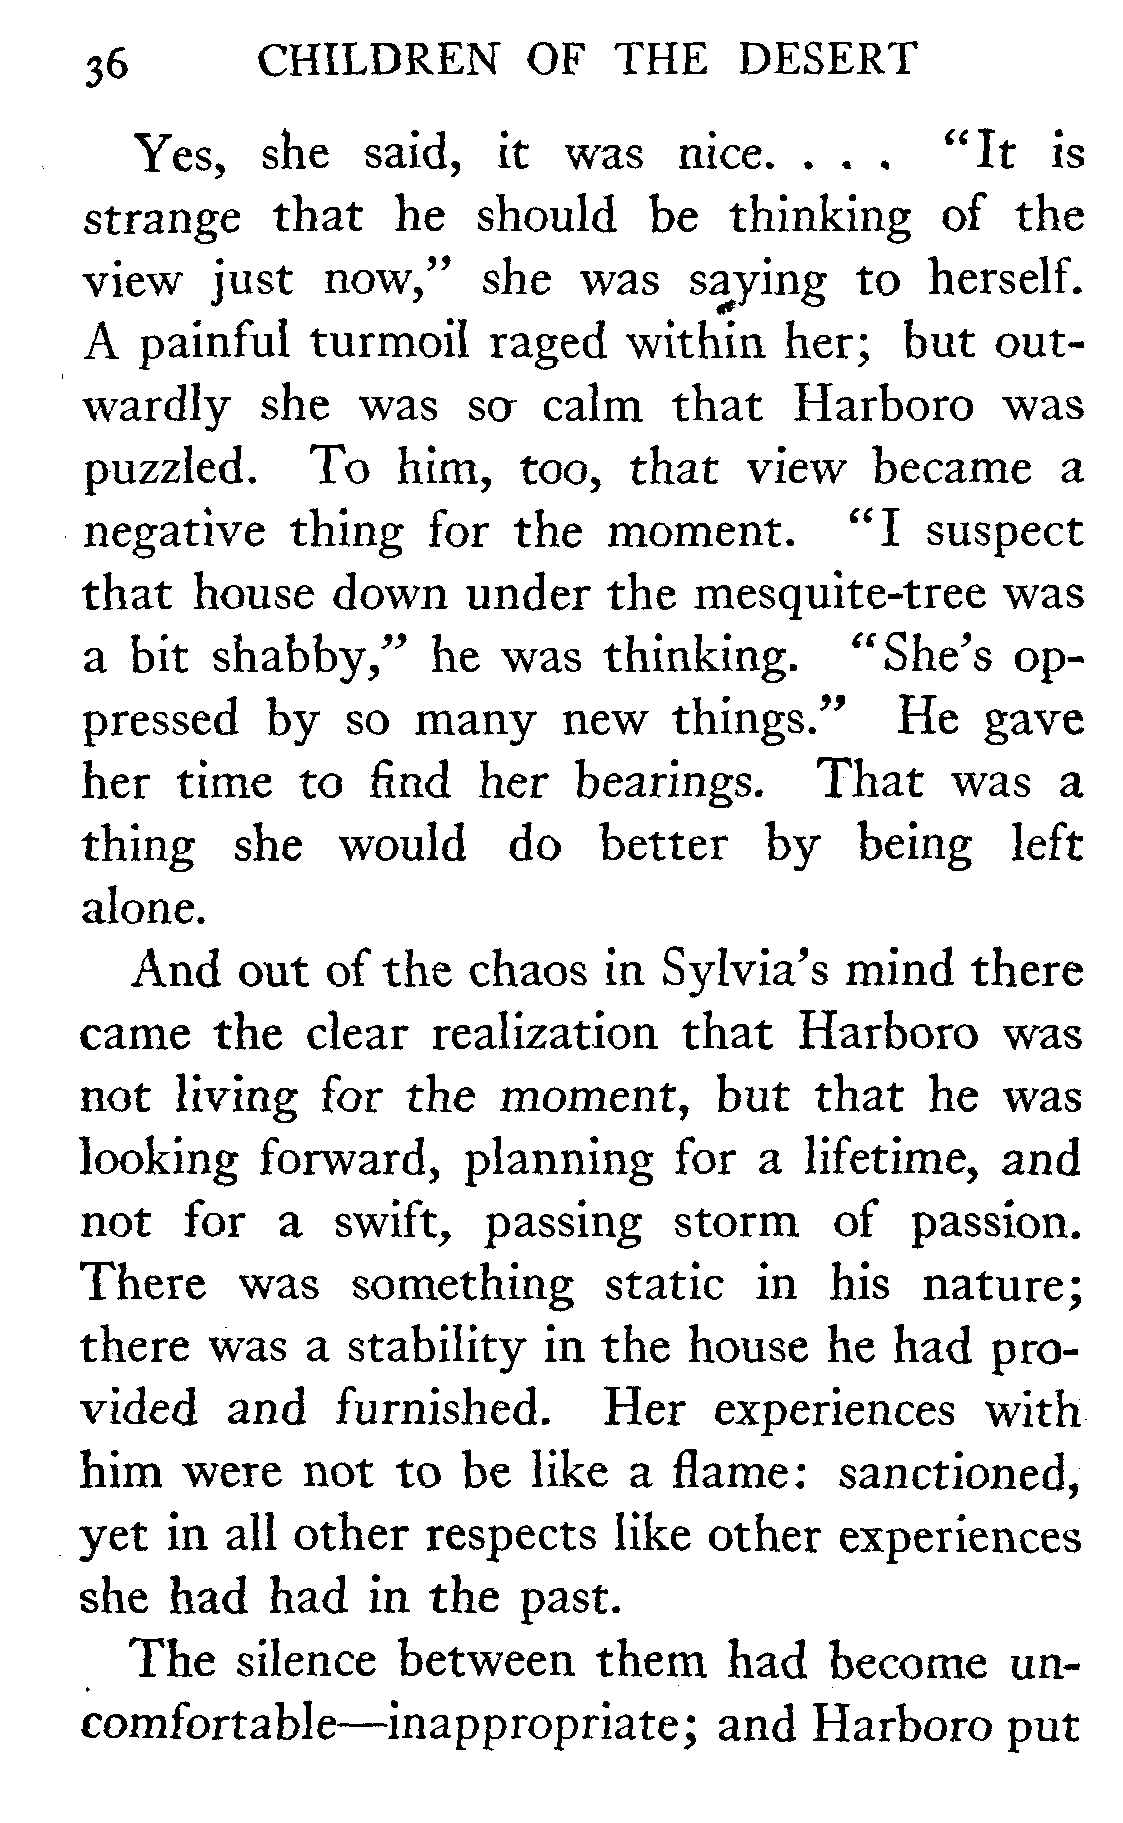 36 CHILDREN OF THE DESERT
Yes, she said, it was nice. . . . “It is
strange that he should be thinking of the
view just now,” she was saying to herself.
A painful turmoil raged within her; but out-
wardly she was so calm that Harboro was
puzzled. To him, too, that view became a
negative thing for the moment. “I suspect
that house down under the mesquite-tree was
a bit shabby,” he was thinking. “She’s op-
pressed by so many new things.” He gave
her time to find her bearings. That was a
thing she would do better by being left
alone.
And out of the chaos in Sylvia’s mind there
came the clear realization that Harboro was
not living for the moment, but that he was
looking forward, planning for a lifetime, and
not for a swift, passing storm of passion.
There was something static in his nature;
there was a stability in the house he had pro-
vided and furnished. Her experiences with
him were not to be like a flame: sanctioned,
yet in all other respects like other experiences
she had had in the past.
The silence between them had become un-
comfortable—inappropriate; and Harboro put